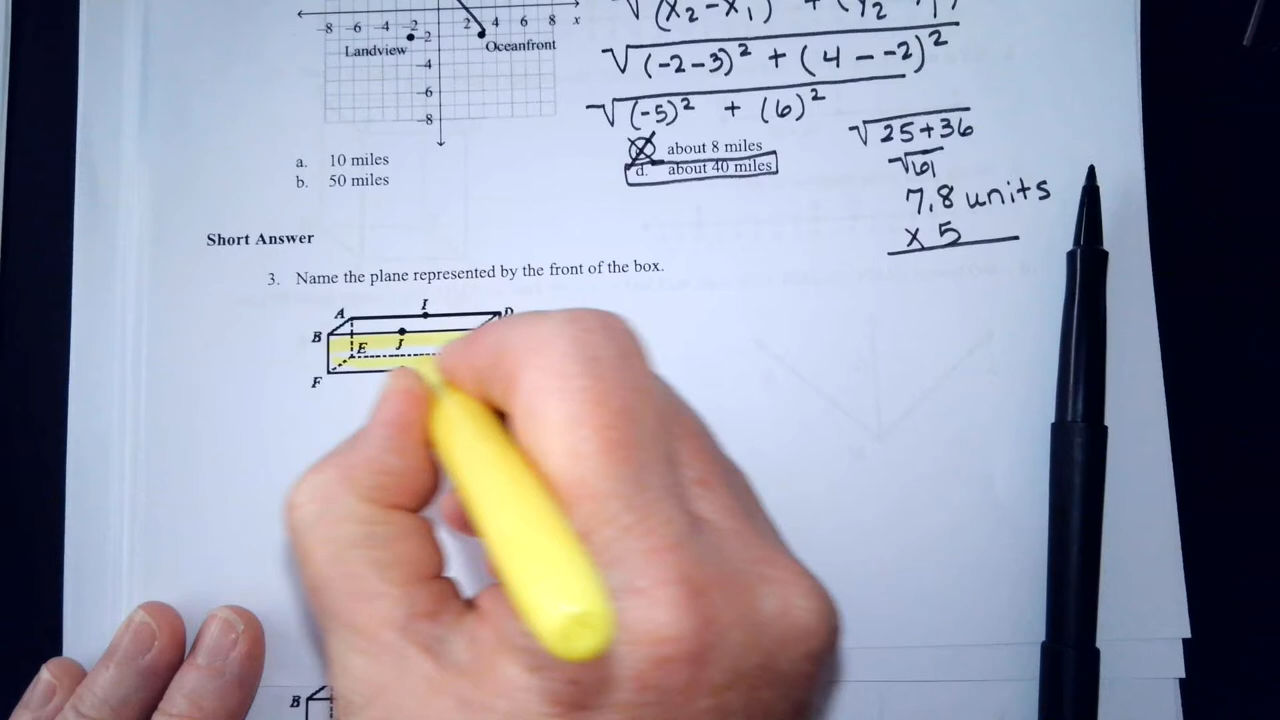 -8 -6 -4 -2 2 4 6 8 x
-2
-4
-6
-8
Landview
Oceanfront
√(x₂-x₁) + (y₂
√(-2-3)² + (4 - -2)²
√(-5)² + (6)²
√25+36
√61
7.8 units
x 5
a. 10 miles
b. 50 miles
about 8 miles
d. about 40 miles
Short Answer
3. Name the plane represented by the front of the box.
A I D
B
E J
F
B